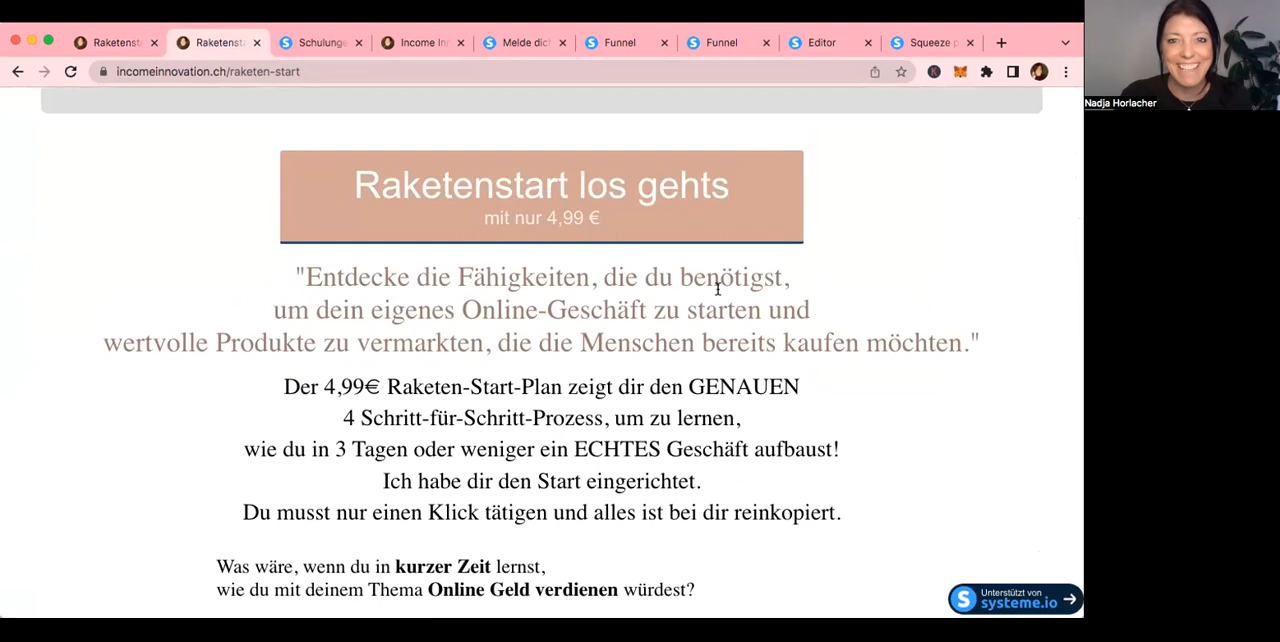 Raketenst
Raketenst
Schulunge
Income In
Melde dic
Funnel
Funnel
Editor
Squeeze p
incomeinnovation.ch/raketen-start
Nadja Horlacher
Raketenstart los gehts
mit nur 4,99 €
"Entdecke die Fähigkeiten, die du benötigst,
um dein eigenes Online-Geschäft zu starten und
wertvolle Produkte zu vermarkten, die die Menschen bereits kaufen möchten."
Der 4,99€ Raketen-Start-Plan zeigt dir den GENAUEN
4 Schritt-für-Schritt-Prozess, um zu lernen,
wie du in 3 Tagen oder weniger ein ECHTES Geschäft aufbaust!
Ich habe dir den Start eingerichtet.
Du musst nur einen Klick tätigen und alles ist bei dir reinkopiert.
Was wäre, wenn du in kurzer Zeit lernst,
wie du mit deinem Thema Online Geld verdienen würdest?
Unterstützt von
systeme.io